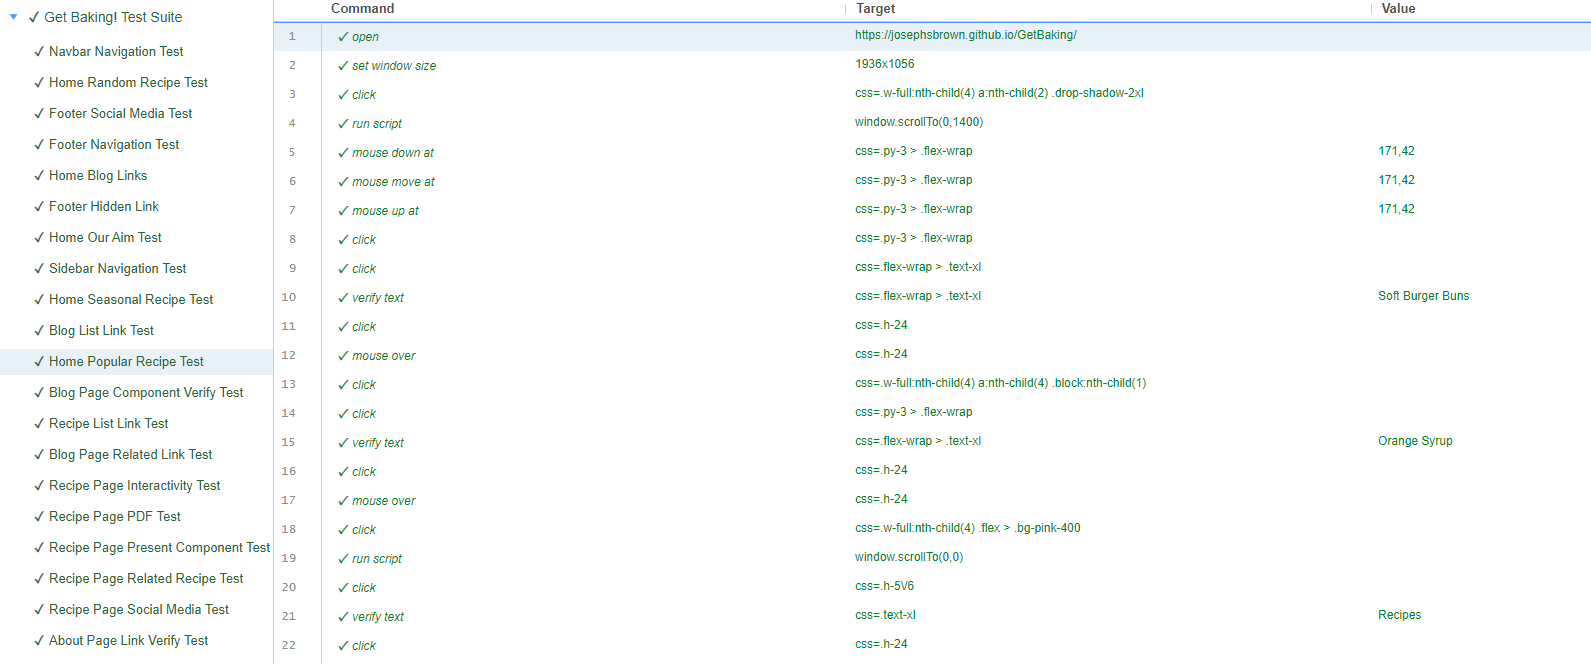 Get Baking! Test Suite
Navbar Navigation Test
Home Random Recipe Test
Footer Social Media Test
Footer Navigation Test
Home Blog Links
Footer Hidden Link
Home Our Aim Test
Sidebar Navigation Test
Home Seasonal Recipe Test
Blog List Link Test
Home Popular Recipe Test
Blog Page Component Verify Test
Recipe List Link Test
Blog Page Related Link Test
Recipe Page Interactivity Test
Recipe Page PDF Test
Recipe Page Present Component Test
Recipe Page Related Recipe Test
Recipe Page Social Media Test
About Page Link Verify Test
Command Target Value
1 open https://josephsbrown.github.io/GetBaking/
2 set window size 1936x1056
3 click css=.w-full:nth-child(4) a:nth-child(2) .drop-shadow-2xl
4 run script window.scrollTo(0,1400)
5 mouse down at css=.py-3 > .flex-wrap 171,42
6 mouse move at css=.py-3 > .flex-wrap 171,42
7 mouse up at css=.py-3 > .flex-wrap 171,42
8 click css=.py-3 > .flex-wrap
9 click css=.flex-wrap > .text-xl
10 verify text css=.flex-wrap > .text-xl Soft Burger Buns
11 click css=.h-24
12 mouse over css=.h-24
13 click css=.w-full:nth-child(4) a:nth-child(4) .block:nth-child(1)
14 click css=.py-3 > .flex-wrap
15 verify text css=.flex-wrap > .text-xl Orange Syrup
16 click css=.h-24
17 mouse over css=.h-24
18 click css=.w-full:nth-child(4) .flex > .bg-pink-400
19 run script window.scrollTo(0,0)
20 click css=.h-5\/6
21 verify text css=.text-xl Recipes
22 click css=.h-24